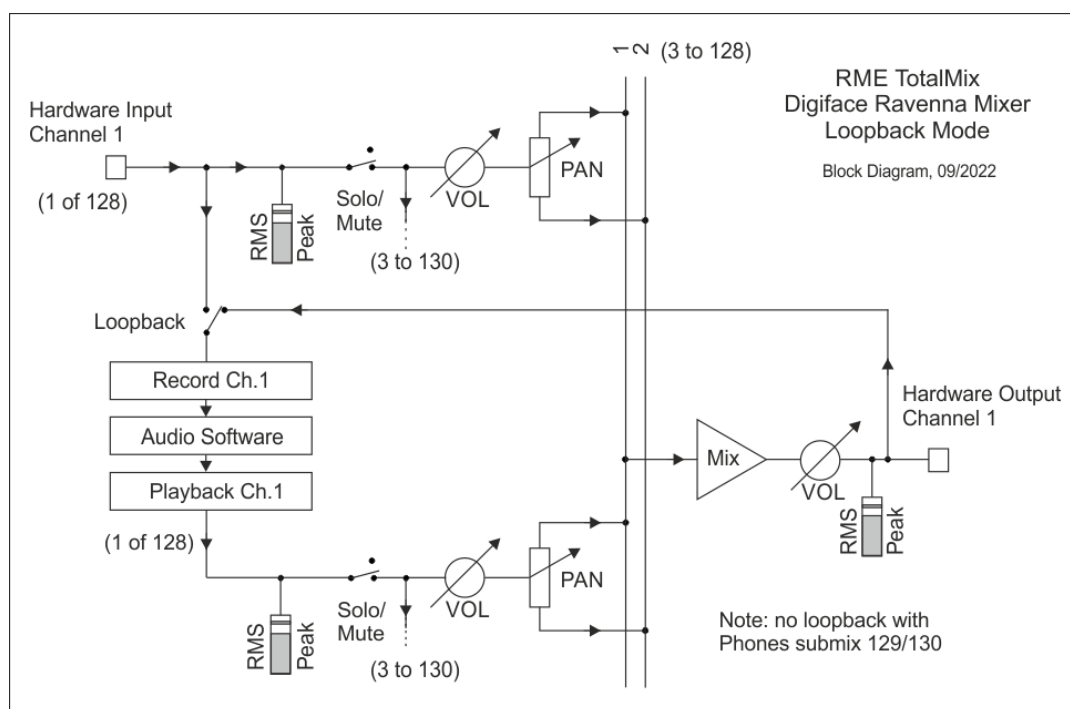 1
2
(3 to 128)
RME TotalMix
Digiface Ravenna Mixer
Loopback Mode
Block Diagram, 09/2022
Hardware Input
Channel 1
(1 of 128)
RMS
Peak
Solo/
Mute
(3 to 130)
VOL
PAN
Loopback
Record Ch.1
Audio Software
Playback Ch.1
(1 of 128)
RMS
Peak
Solo/
Mute
(3 to 130)
VOL
PAN
Mix
VOL
Hardware Output
Channel 1
RMS
Peak
Note: no loopback with
Phones submix 129/130